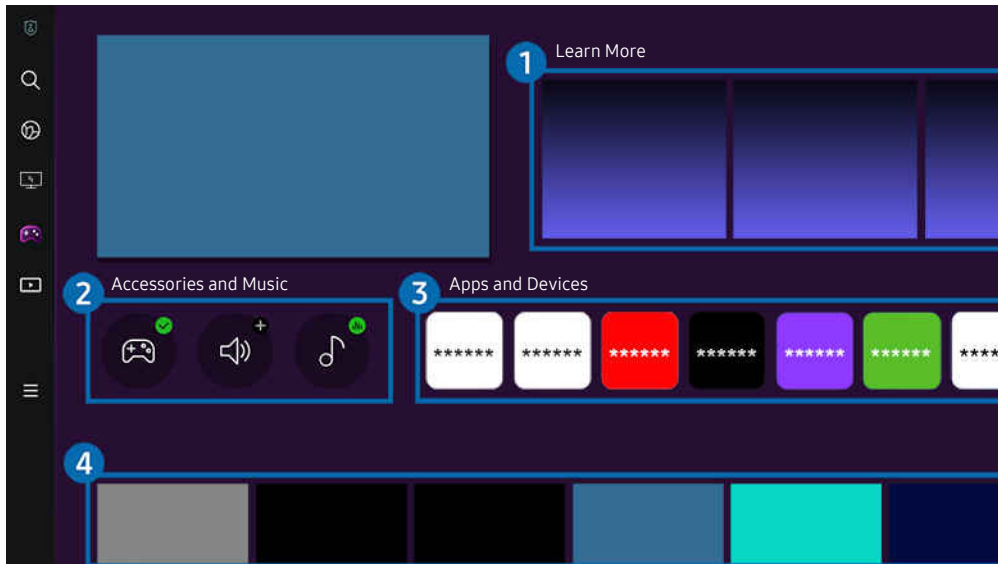 1
Learn More
2
Accessories and Music
3
Apps and Devices
****** ****** ****** ****** ****** ****** ****
4